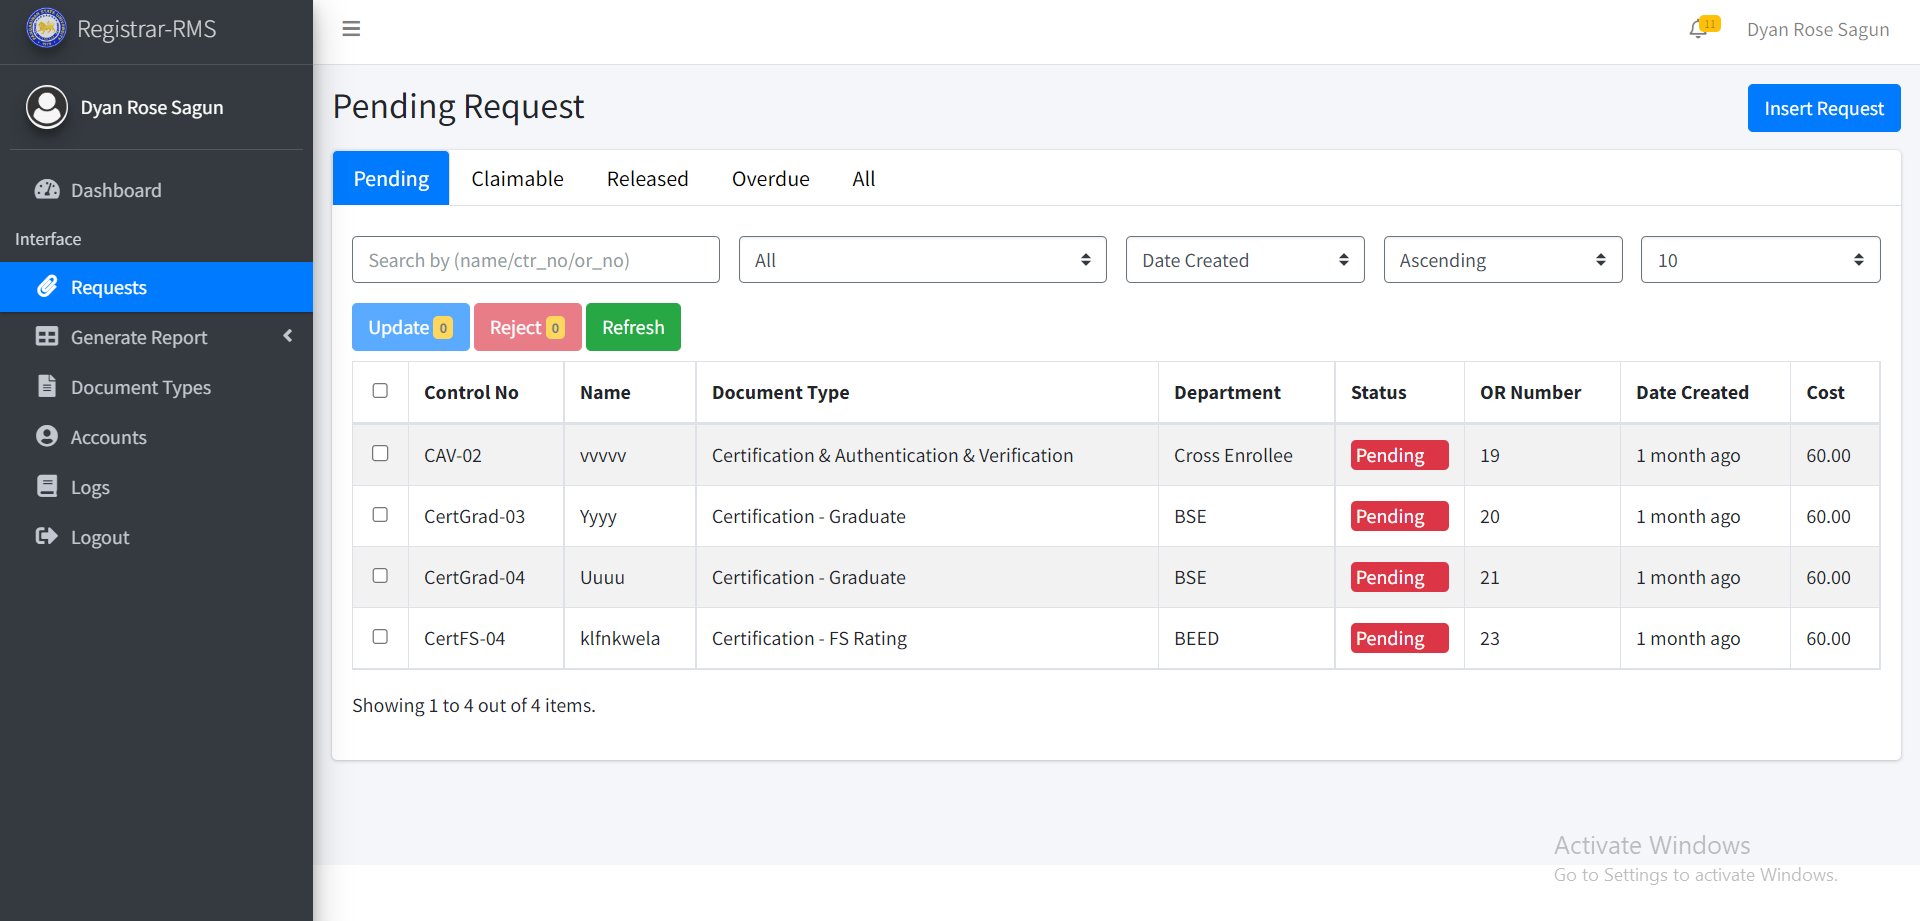 Registrar-RMS
11
Dyan Rose Sagun
Dyan Rose Sagun
Dashboard
Interface
Requests
Generate Report
Document Types
Accounts
Logs
Logout
Pending Request
Insert Request
Pending Claimable Released Overdue All
Search by (name/ctr_no/or_no) All Date Created Ascending 10
Update 0 Reject 0 Refresh
Control No Name Document Type Department Status OR Number Date Created Cost
CAV-02 vvvvv Certification & Authentication & Verification Cross Enrollee Pending 19 1 month ago 60.00
CertGrad-03 Yyyy Certification - Graduate BSE Pending 20 1 month ago 60.00
CertGrad-04 Uuuu Certification - Graduate BSE Pending 21 1 month ago 60.00
CertFS-04 klfnkwela Certification - FS Rating BEED Pending 23 1 month ago 60.00
Showing 1 to 4 out of 4 items.
Activate Windows
Go to Settings to activate Windows.